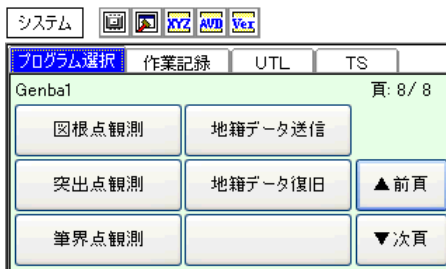 システム XYZ AVD Ver
プログラム選択 作業記録 UTL TS
Genba1 頁: 8/ 8
図根点観測 地籍データ送信
突出点観測 地籍データ復旧 ▲前頁
筆界点観測 ▼次頁